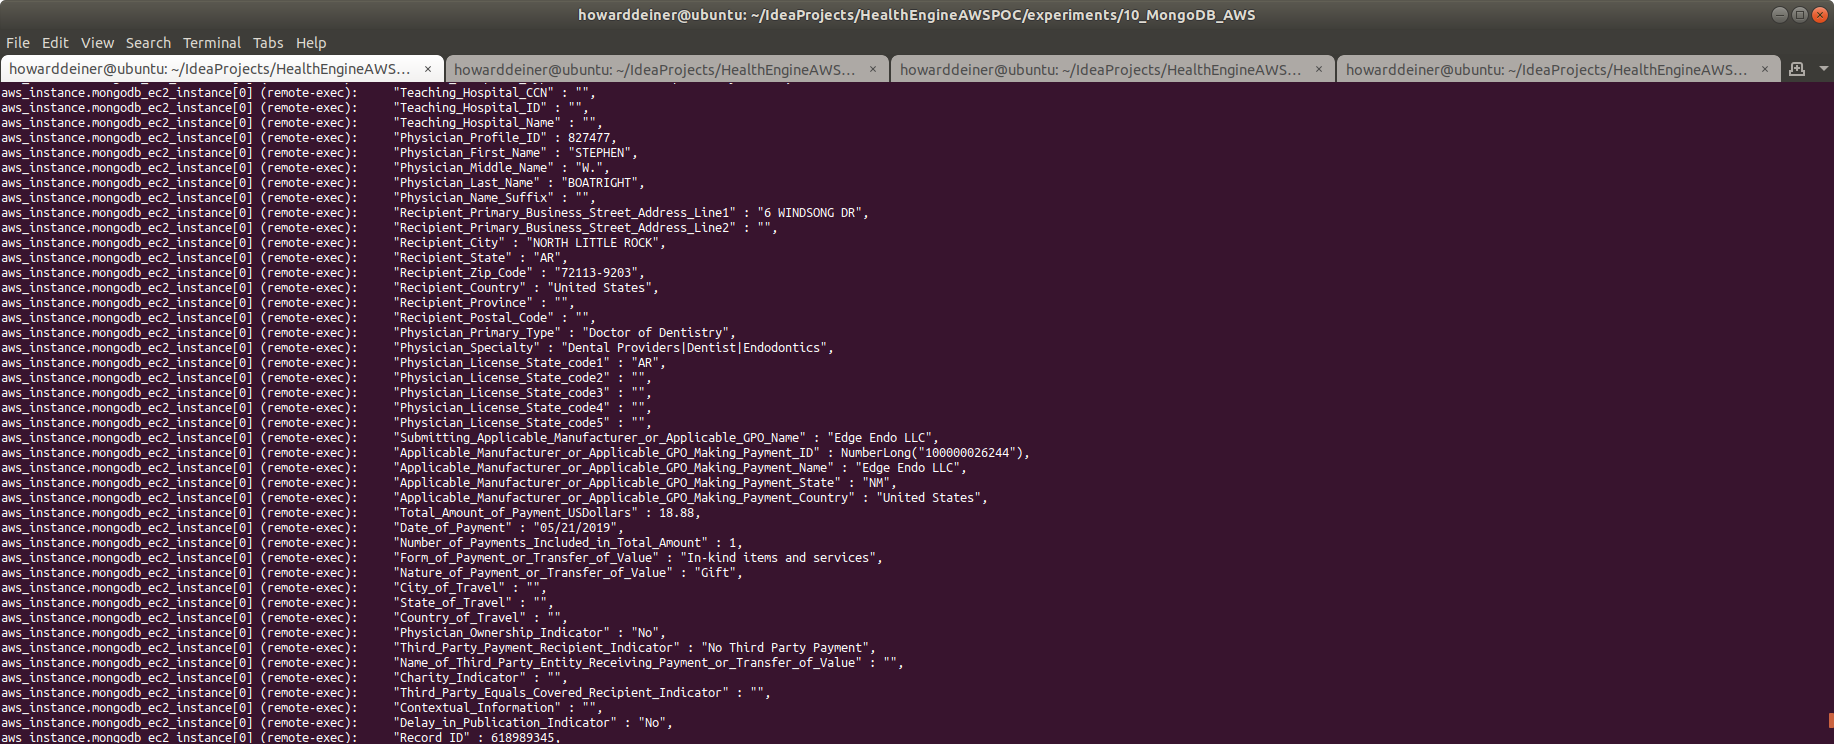 howarddeiner@ubuntu: ~/IdeaProjects/HealthEngineAWSPOC/experiments/10_MongoDB_AWS
File Edit View Search Terminal Tabs Help
howarddeiner@ubuntu: ~/IdeaProjects/HealthEngineAWS... × howarddeiner@ubuntu: ~/IdeaProjects/HealthEngineAWS... × howarddeiner@ubuntu: ~/IdeaProjects/HealthEngineAWS... × howarddeiner@ubuntu: ~/IdeaProjects/HealthEngineAWS... ×
aws_instance.mongodb_ec2_instance[0] (remote-exec): "Teaching_Hospital_CCN" : "",
aws_instance.mongodb_ec2_instance[0] (remote-exec): "Teaching_Hospital_ID" : "",
aws_instance.mongodb_ec2_instance[0] (remote-exec): "Teaching_Hospital_Name" : "",
aws_instance.mongodb_ec2_instance[0] (remote-exec): "Physician_Profile_ID" : 827477,
aws_instance.mongodb_ec2_instance[0] (remote-exec): "Physician_First_Name" : "STEPHEN",
aws_instance.mongodb_ec2_instance[0] (remote-exec): "Physician_Middle_Name" : "W.",
aws_instance.mongodb_ec2_instance[0] (remote-exec): "Physician_Last_Name" : "BOATRIGHT",
aws_instance.mongodb_ec2_instance[0] (remote-exec): "Physician_Name_Suffix" : "",
aws_instance.mongodb_ec2_instance[0] (remote-exec): "Recipient_Primary_Business_Street_Address_Line1" : "6 WINDSONG DR",
aws_instance.mongodb_ec2_instance[0] (remote-exec): "Recipient_Primary_Business_Street_Address_Line2" : "",
aws_instance.mongodb_ec2_instance[0] (remote-exec): "Recipient_City" : "NORTH LITTLE ROCK",
aws_instance.mongodb_ec2_instance[0] (remote-exec): "Recipient_State" : "AR",
aws_instance.mongodb_ec2_instance[0] (remote-exec): "Recipient_Zip_Code" : "72113-9203",
aws_instance.mongodb_ec2_instance[0] (remote-exec): "Recipient_Country" : "United States",
aws_instance.mongodb_ec2_instance[0] (remote-exec): "Recipient_Province" : "",
aws_instance.mongodb_ec2_instance[0] (remote-exec): "Recipient_Postal_Code" : "",
aws_instance.mongodb_ec2_instance[0] (remote-exec): "Physician_Primary_Type" : "Doctor of Dentistry",
aws_instance.mongodb_ec2_instance[0] (remote-exec): "Physician_Specialty" : "Dental Providers|Dentist|Endodontics",
aws_instance.mongodb_ec2_instance[0] (remote-exec): "Physician_License_State_code1" : "AR",
aws_instance.mongodb_ec2_instance[0] (remote-exec): "Physician_License_State_code2" : "",
aws_instance.mongodb_ec2_instance[0] (remote-exec): "Physician_License_State_code3" : "",
aws_instance.mongodb_ec2_instance[0] (remote-exec): "Physician_License_State_code4" : "",
aws_instance.mongodb_ec2_instance[0] (remote-exec): "Physician_License_State_code5" : "",
aws_instance.mongodb_ec2_instance[0] (remote-exec): "Submitting_Applicable_Manufacturer_or_Applicable_GPO_Name" : "Edge Endo LLC",
aws_instance.mongodb_ec2_instance[0] (remote-exec): "Applicable_Manufacturer_or_Applicable_GPO_Making_Payment_ID" : NumberLong("100000026244"),
aws_instance.mongodb_ec2_instance[0] (remote-exec): "Applicable_Manufacturer_or_Applicable_GPO_Making_Payment_Name" : "Edge Endo LLC",
aws_instance.mongodb_ec2_instance[0] (remote-exec): "Applicable_Manufacturer_or_Applicable_GPO_Making_Payment_State" : "NM",
aws_instance.mongodb_ec2_instance[0] (remote-exec): "Applicable_Manufacturer_or_Applicable_GPO_Making_Payment_Country" : "United States",
aws_instance.mongodb_ec2_instance[0] (remote-exec): "Total_Amount_of_Payment_USDollars" : 18.88,
aws_instance.mongodb_ec2_instance[0] (remote-exec): "Date_of_Payment" : "05/21/2019",
aws_instance.mongodb_ec2_instance[0] (remote-exec): "Number_of_Payments_Included_in_Total_Amount" : 1,
aws_instance.mongodb_ec2_instance[0] (remote-exec): "Form_of_Payment_or_Transfer_of_Value" : "In-kind items and services",
aws_instance.mongodb_ec2_instance[0] (remote-exec): "Nature_of_Payment_or_Transfer_of_Value" : "Gift",
aws_instance.mongodb_ec2_instance[0] (remote-exec): "City_of_Travel" : "",
aws_instance.mongodb_ec2_instance[0] (remote-exec): "State_of_Travel" : "",
aws_instance.mongodb_ec2_instance[0] (remote-exec): "Country_of_Travel" : "",
aws_instance.mongodb_ec2_instance[0] (remote-exec): "Physician_Ownership_Indicator" : "No",
aws_instance.mongodb_ec2_instance[0] (remote-exec): "Third_Party_Payment_Recipient_Indicator" : "No Third Party Payment",
aws_instance.mongodb_ec2_instance[0] (remote-exec): "Name_of_Third_Party_Entity_Receiving_Payment_or_Transfer_of_Value" : "",
aws_instance.mongodb_ec2_instance[0] (remote-exec): "Charity_Indicator" : "",
aws_instance.mongodb_ec2_instance[0] (remote-exec): "Third_Party_Equals_Covered_Recipient_Indicator" : "",
aws_instance.mongodb_ec2_instance[0] (remote-exec): "Contextual_Information" : "",
aws_instance.mongodb_ec2_instance[0] (remote-exec): "Delay_in_Publication_Indicator" : "No",
aws_instance.mongodb_ec2_instance[0] (remote-exec): "Record_ID" : 618989345,